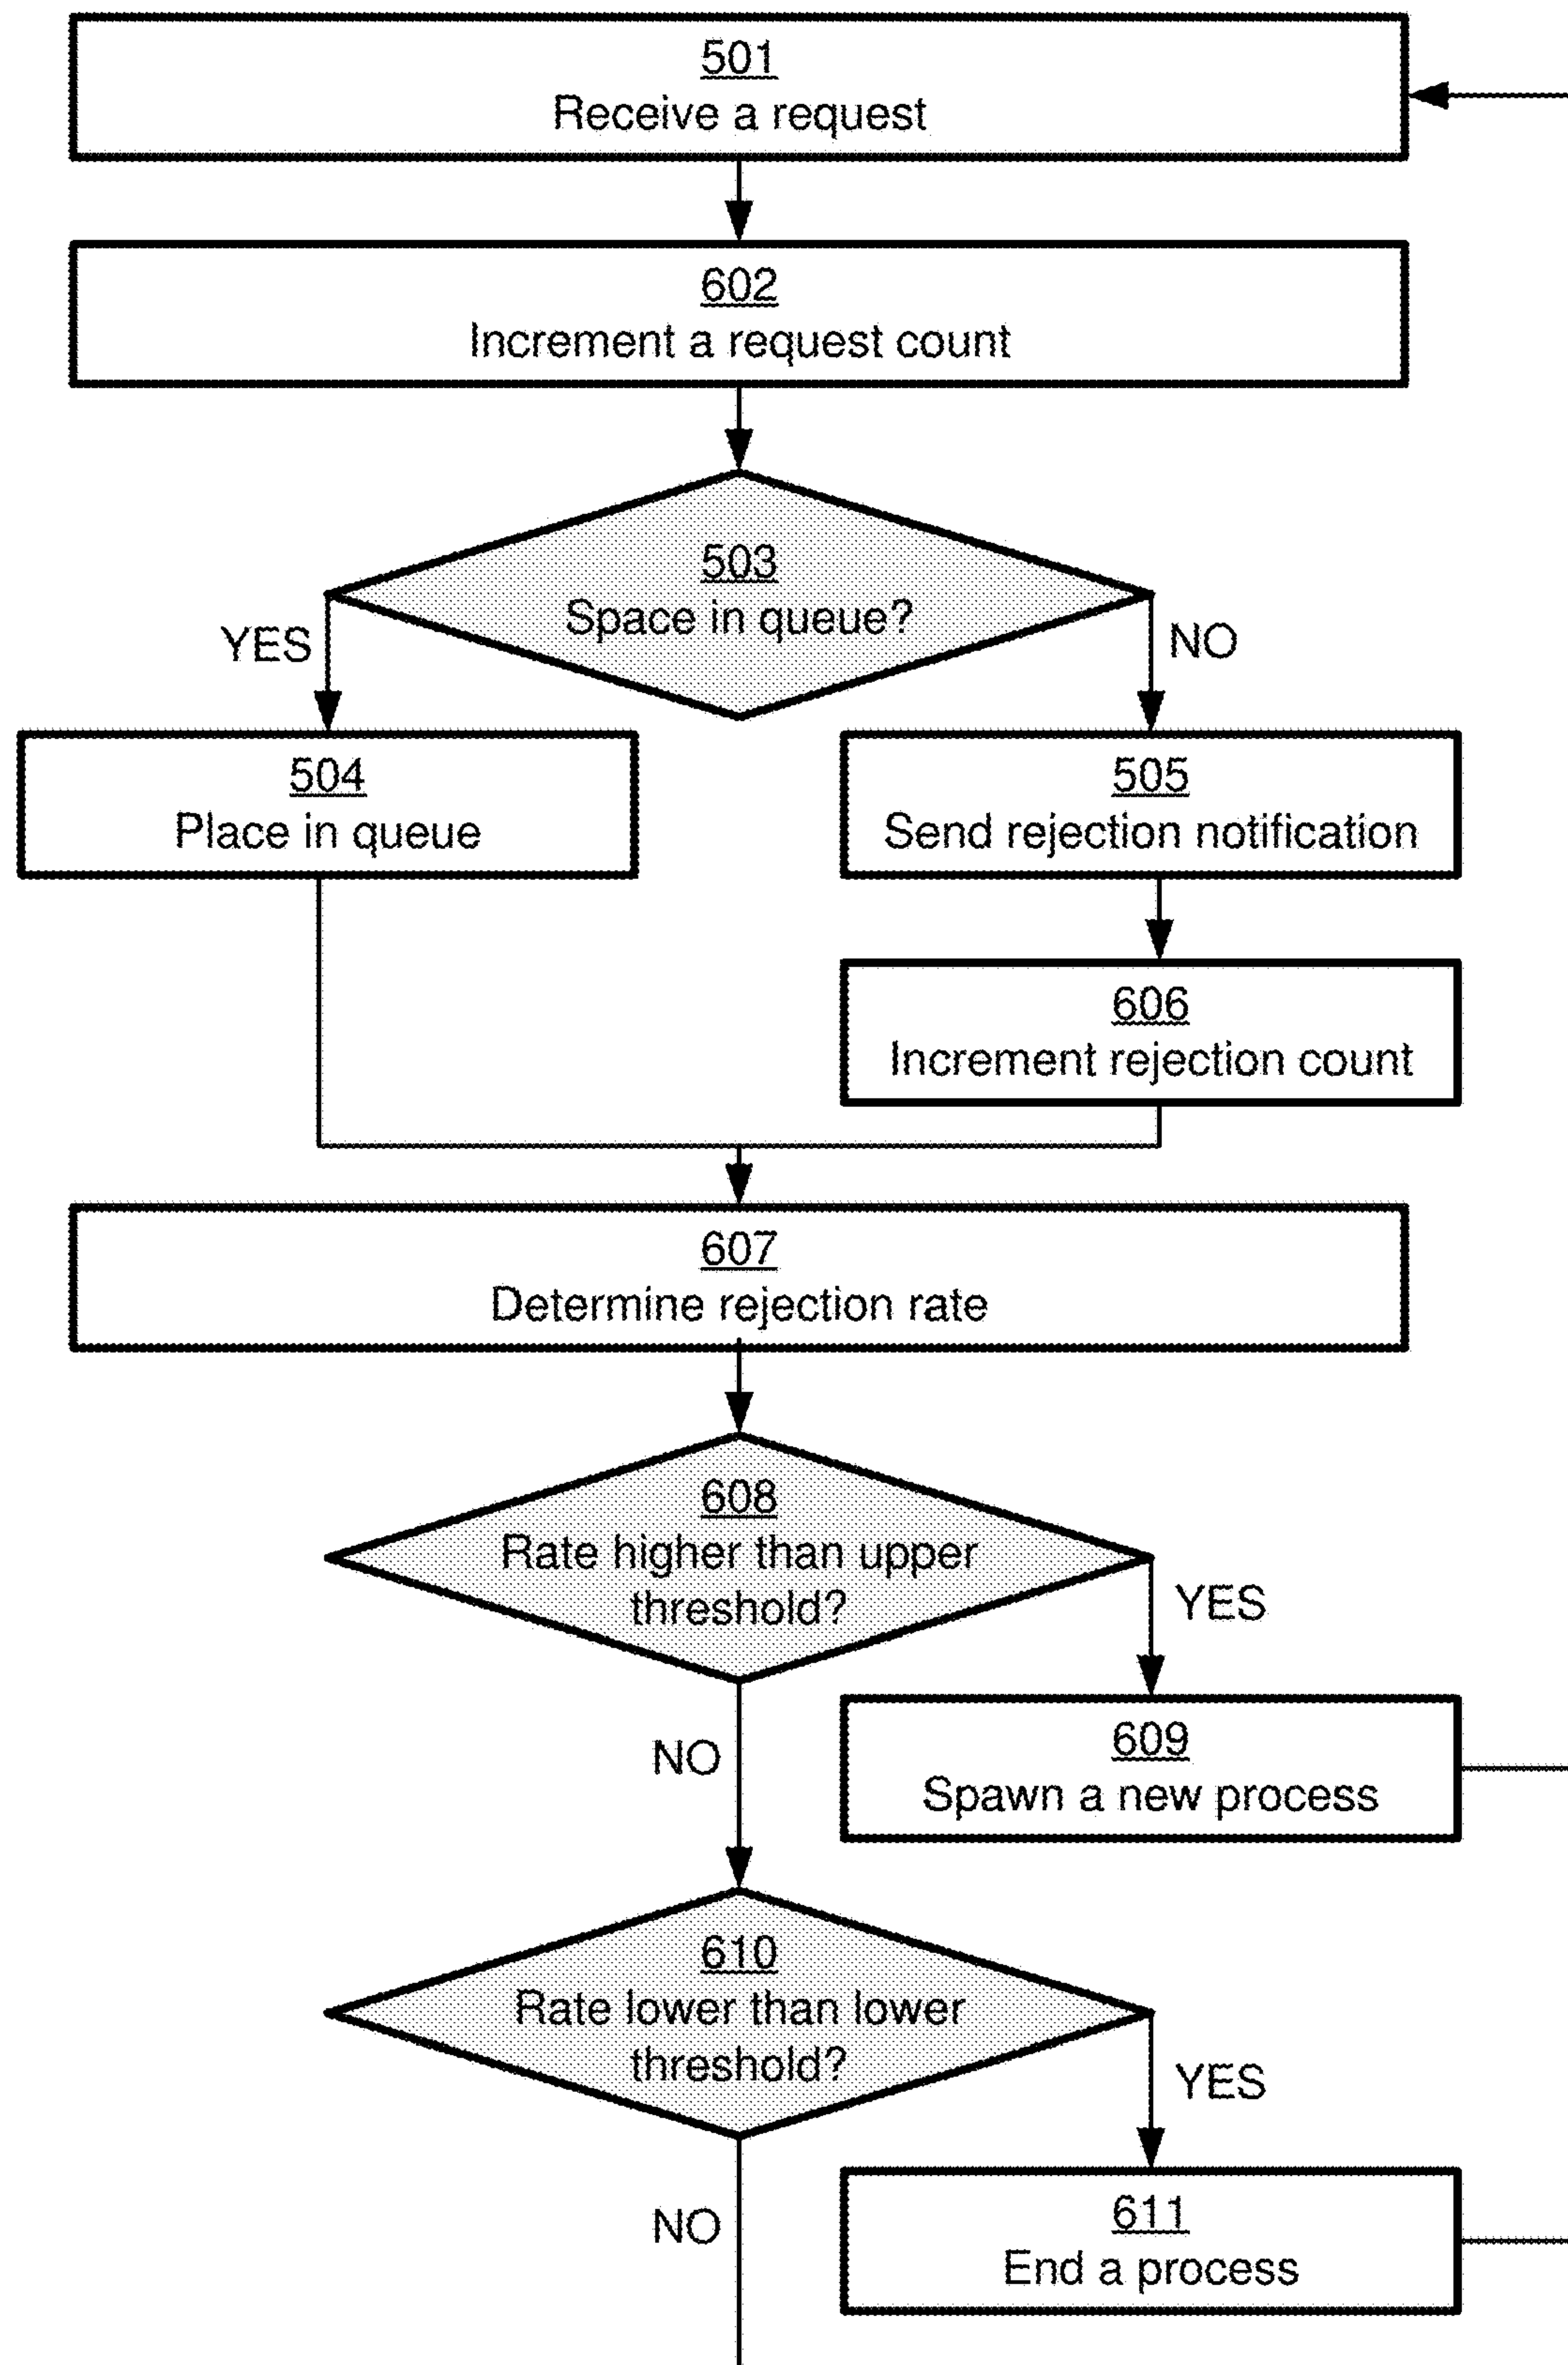 501
Receive a request
602
Increment a request count
503
Space in queue?
YES
NO
504
Place in queue
505
Send rejection notification
606
Increment rejection count
607
Determine rejection rate
608
Rate higher than upper
threshold?
YES
NO
609
Spawn a new process
610
Rate lower than lower
threshold?
YES
NO
611
End a process